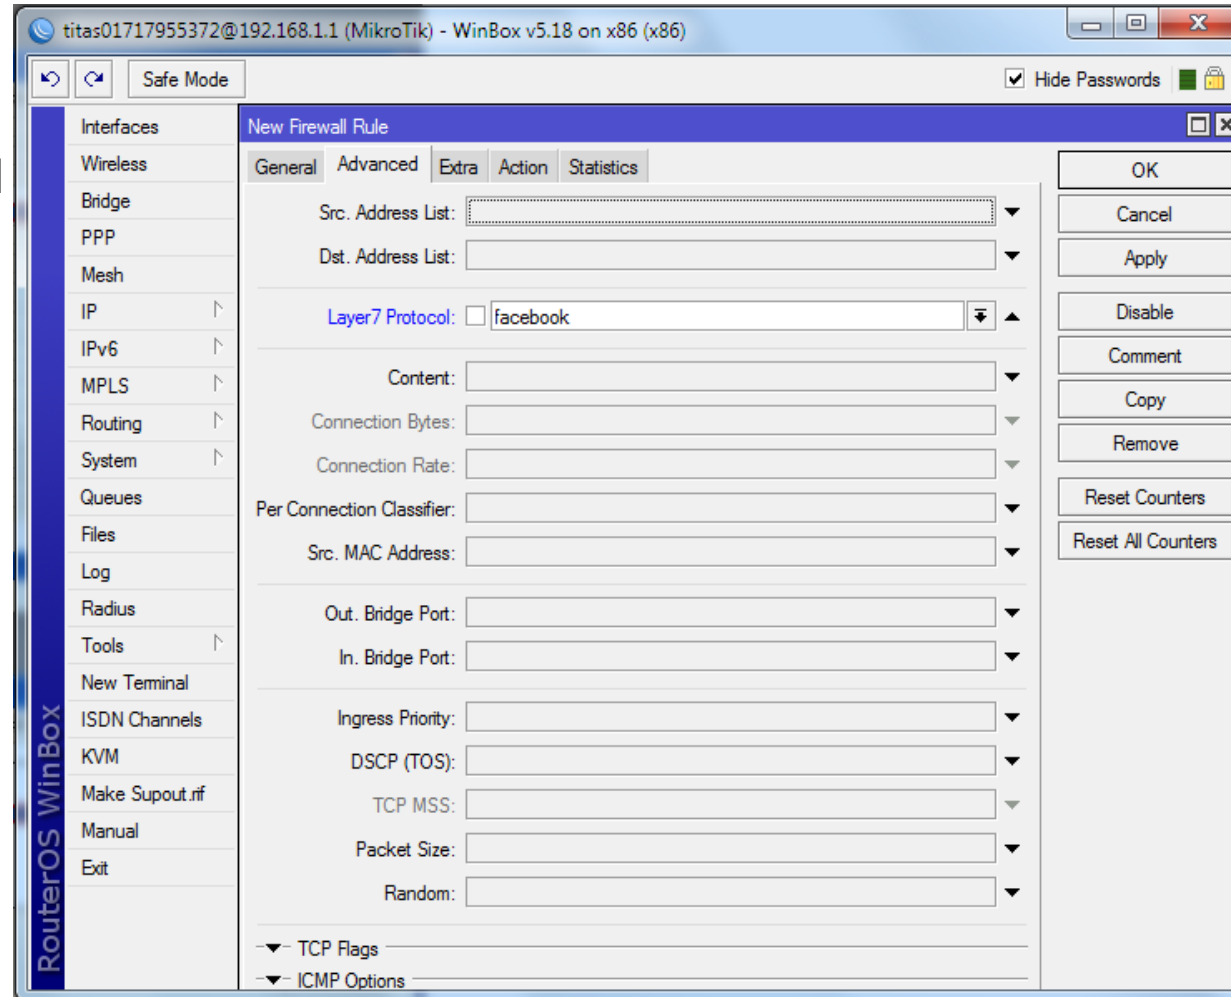 titas01717955372@192.168.1.1 (MikroTik) - WinBox v5.18 on x86 (x86)
Safe Mode
Hide Passwords
RouterOS WinBox
Interfaces
Wireless
Bridge
PPP
Mesh
IP
IPv6
MPLS
Routing
System
Queues
Files
Log
Radius
Tools
New Terminal
ISDN Channels
KVM
Make Supout.rif
Manual
Exit
New Firewall Rule
General Advanced Extra Action Statistics
Src. Address List:
Dst. Address List:
Layer7 Protocol: facebook
Content:
Connection Bytes:
Connection Rate:
Per Connection Classifier:
Src. MAC Address:
Out. Bridge Port:
In. Bridge Port:
Ingress Priority:
DSCP (TOS):
TCP MSS:
Packet Size:
Random:
TCP Flags
ICMP Options
OK
Cancel
Apply
Disable
Comment
Copy
Remove
Reset Counters
Reset All Counters